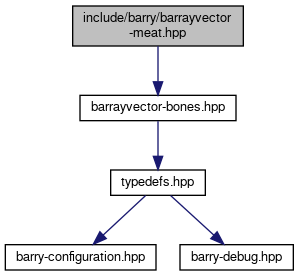 include/barry/barrayvector
-meat.hpp
barrayvector-bones.hpp
typedefs.hpp
barry-configuration.hpp
barry-debug.hpp